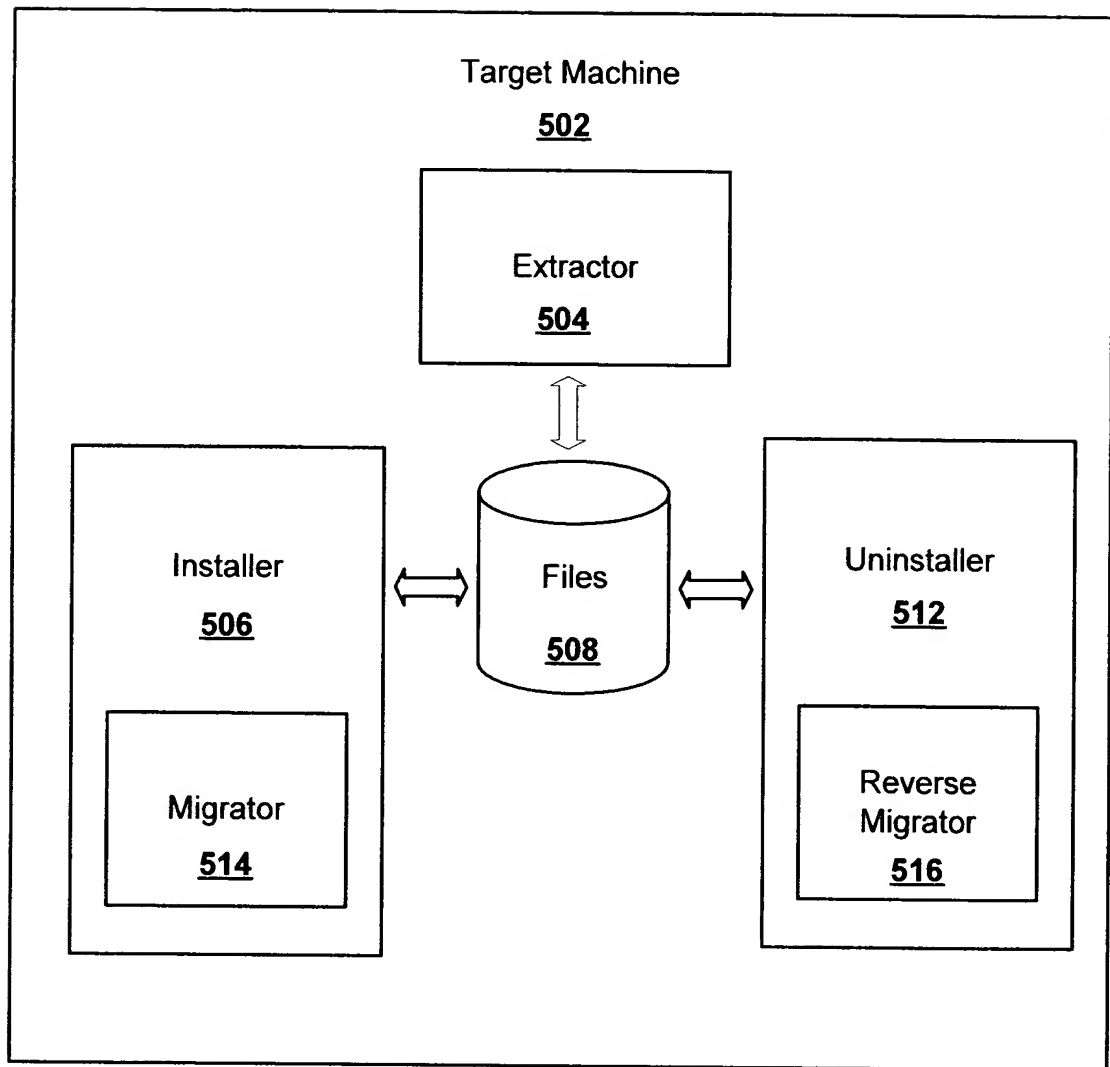 Target Machine
502
Extractor
504
Installer
506
Files
508
Uninstaller
512
Migrator
514
Reverse
Migrator
516